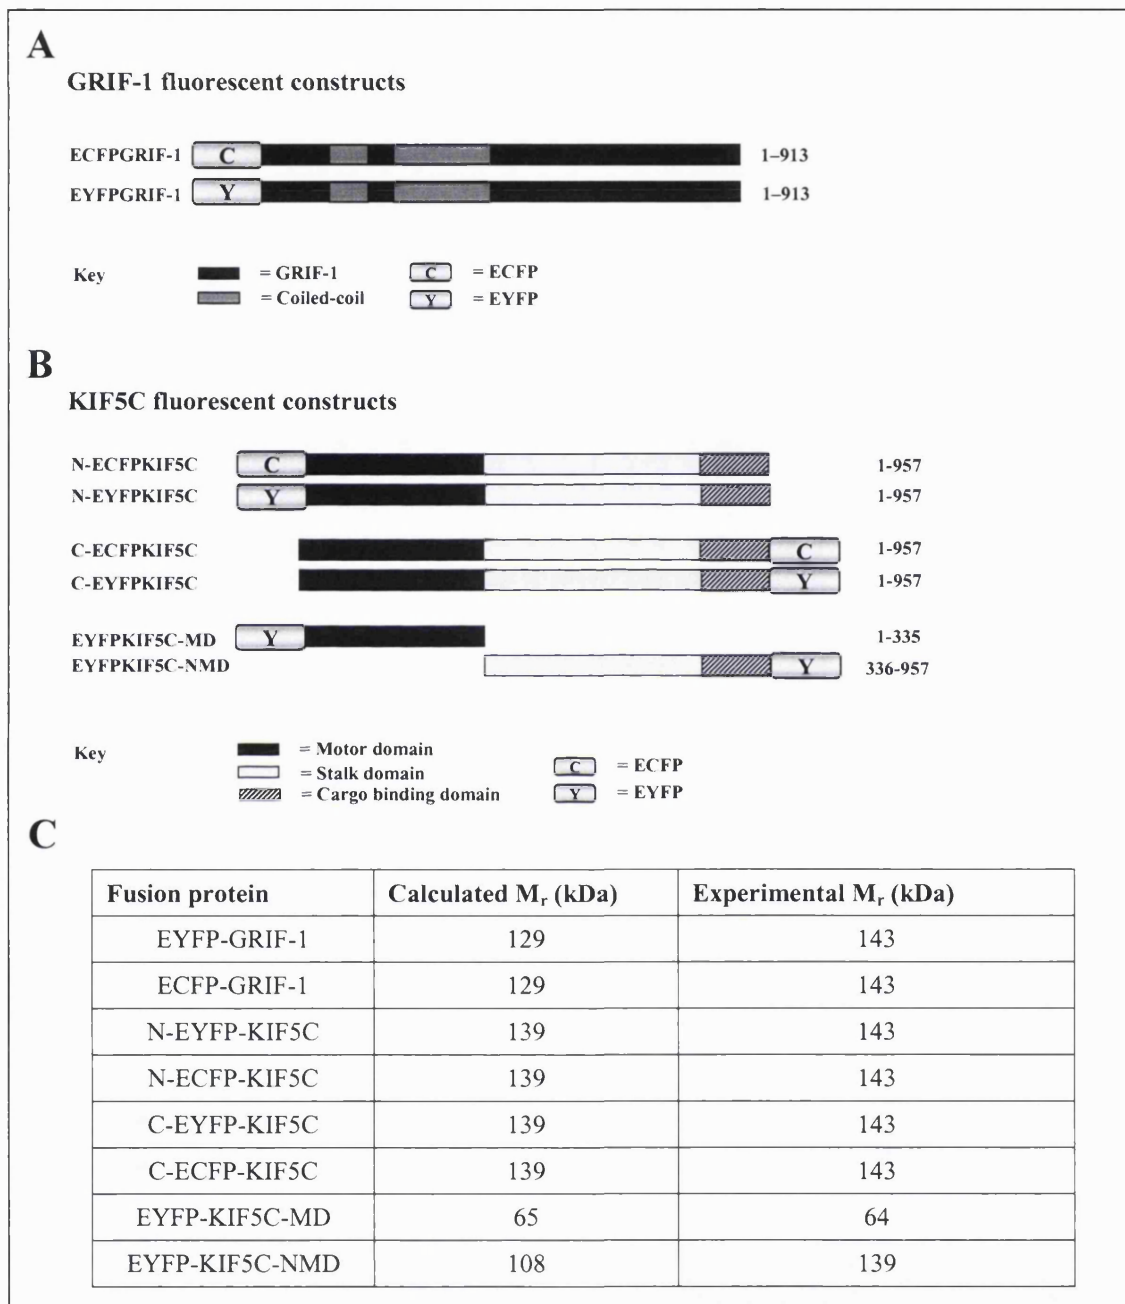 A
GRIF-1 fluorescent constructs
ECFPGRIF-1 C 1–913
EYFPGRIF-1 Y 1–913
Key
= GRIF-1 C = ECFP
= Coiled-coil Y = EYFP
B
KIF5C fluorescent constructs
N-ECFPKIF5C C 1-957
N-EYFPKIF5C Y 1-957
C-ECFPKIF5C C 1-957
C-EYFPKIF5C Y 1-957
EYFPKIF5C-MD Y 1-335
EYFPKIF5C-NMD Y 336-957
Key
= Motor domain
= Stalk domain C = ECFP
= Cargo binding domain Y = EYFP
C
Fusion protein Calculated Mr (kDa) Experimental Mr (kDa)
EYFP-GRIF-1 129 143
ECFP-GRIF-1 129 143
N-EYFP-KIF5C 139 143
N-ECFP-KIF5C 139 143
C-EYFP-KIF5C 139 143
C-ECFP-KIF5C 139 143
EYFP-KIF5C-MD 65 64
EYFP-KIF5C-NMD 108 139